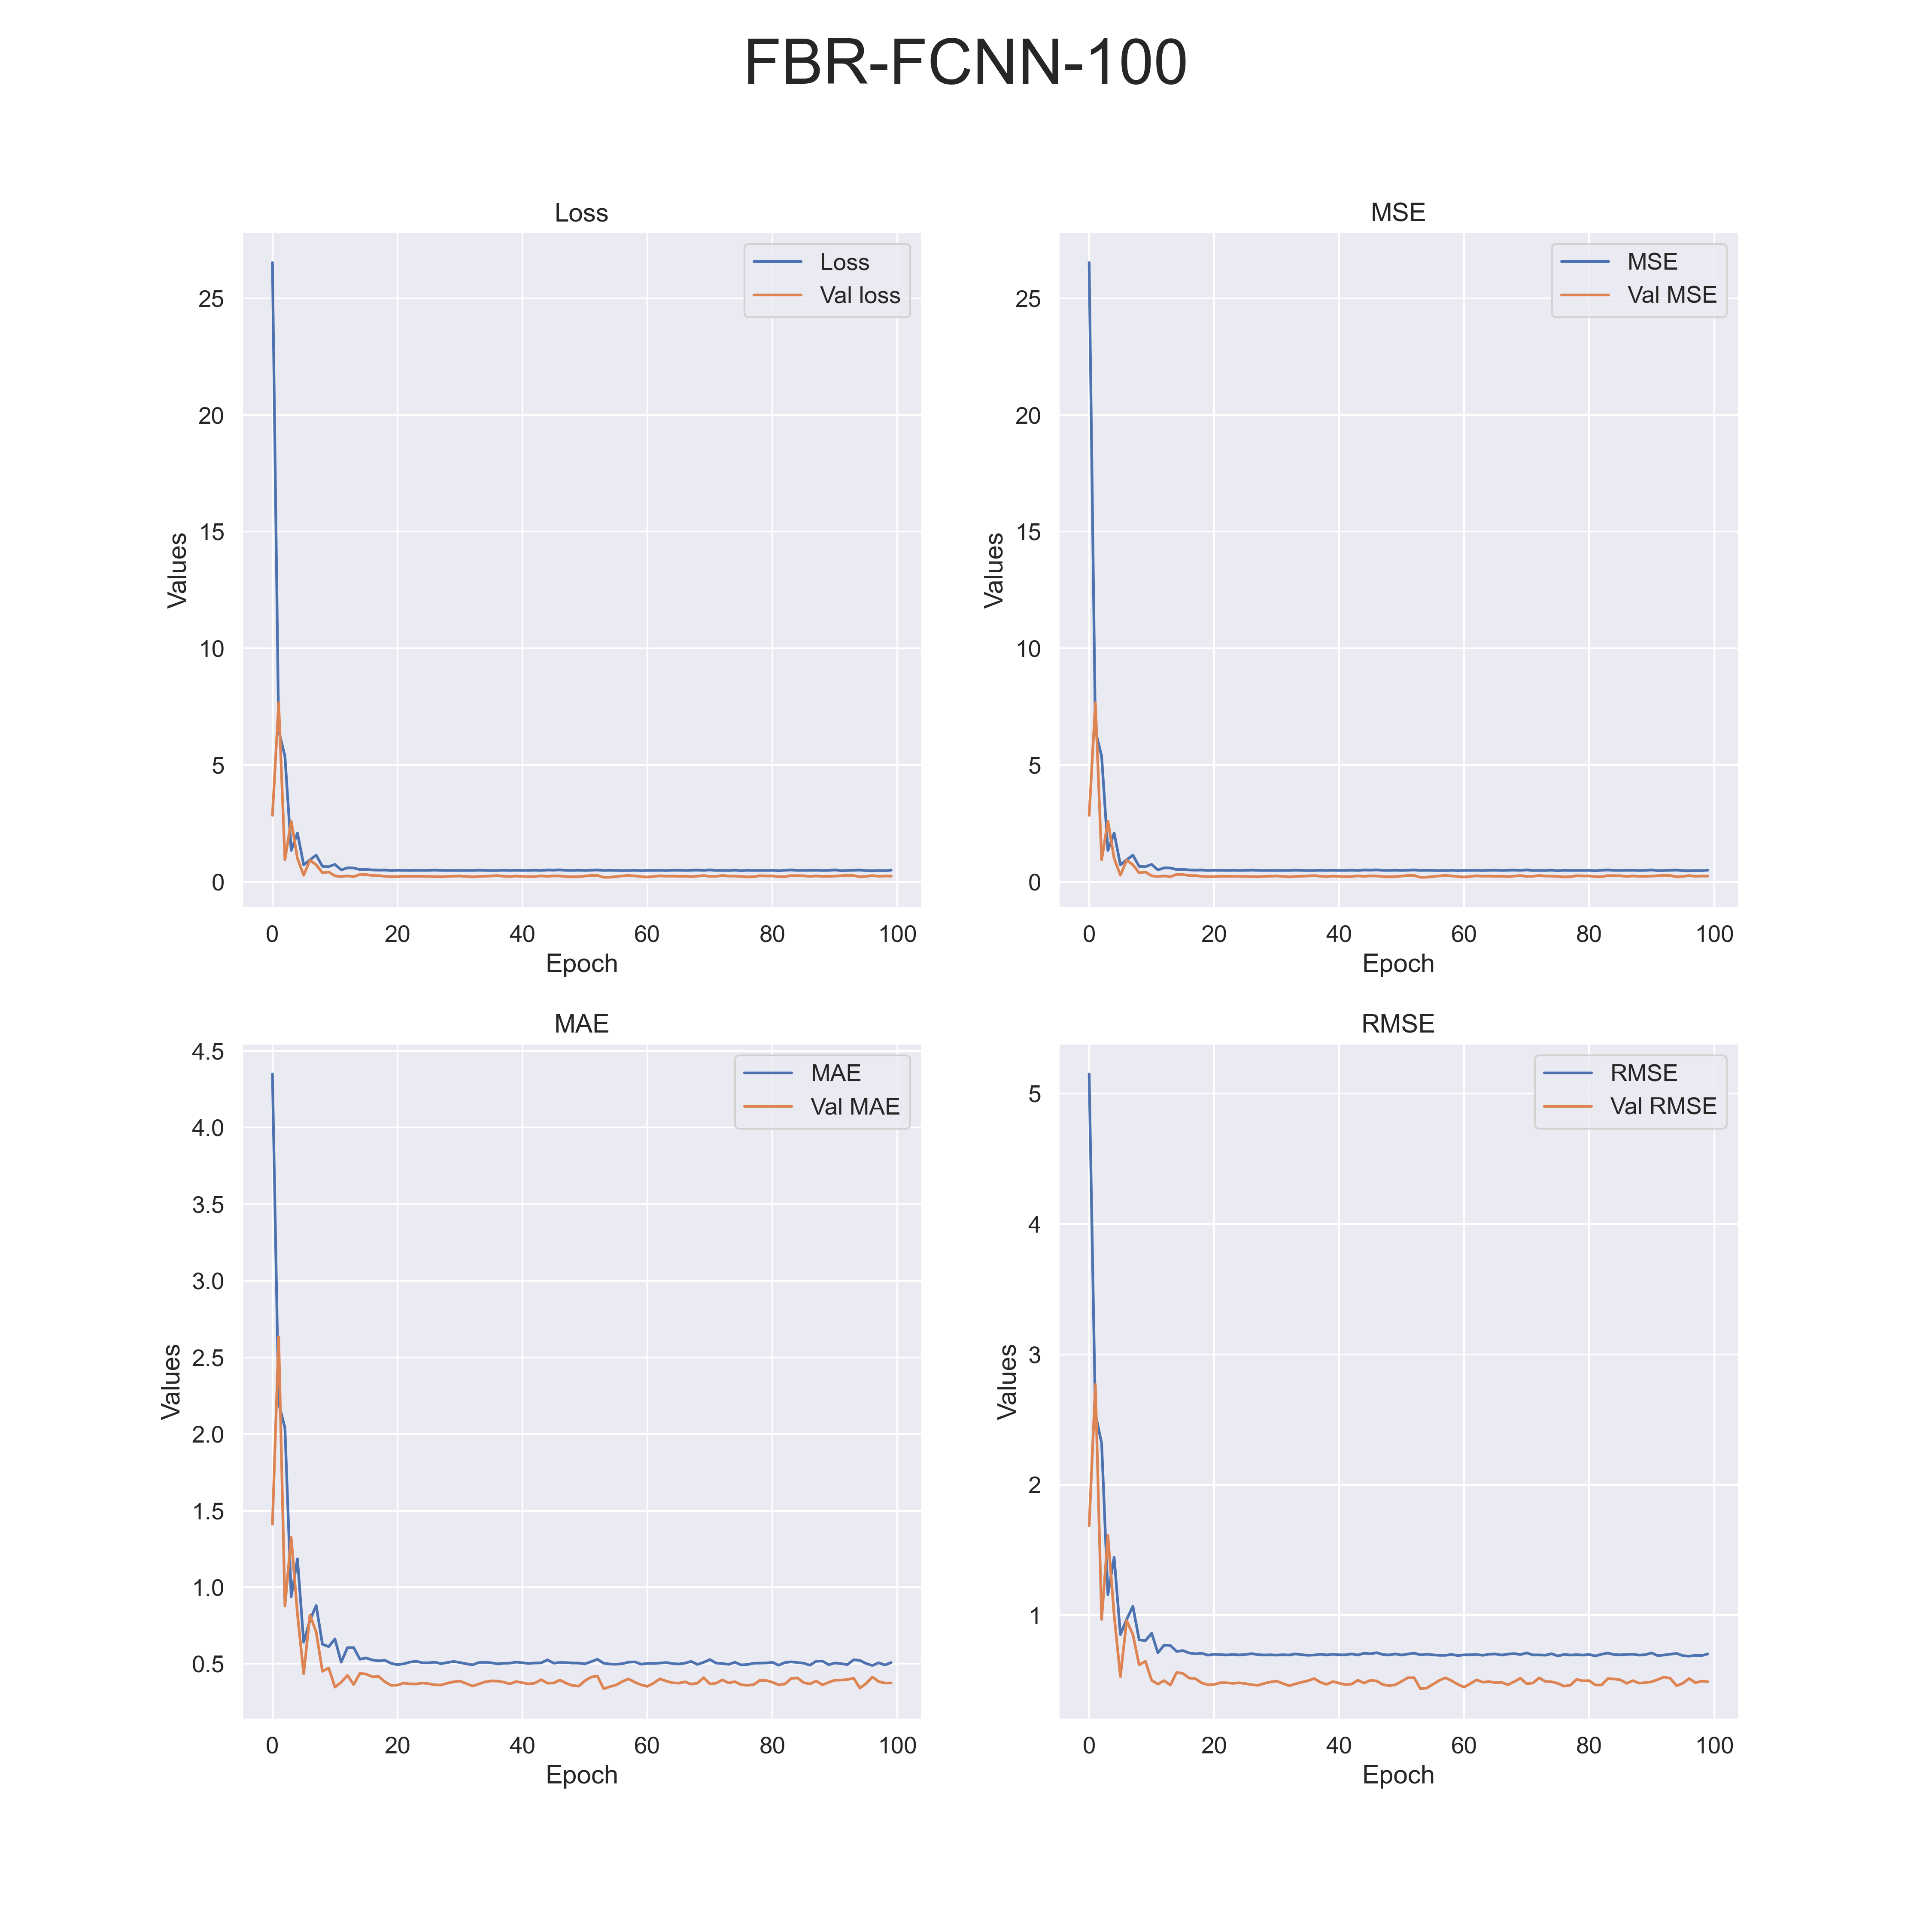 FBR-FCNN-100
Loss
Loss
Val loss
25
20
15
10
5
0
Values
0 20 40 60 80 100
Epoch
MSE
MSE
Val MSE
25
20
15
10
5
0
Values
0 20 40 60 80 100
Epoch
MAE
MAE
Val MAE
4.5
4.0
3.5
3.0
2.5
2.0
1.5
1.0
0.5
Values
0 20 40 60 80 100
Epoch
RMSE
RMSE
Val RMSE
5
4
3
2
1
Values
0 20 40 60 80 100
Epoch